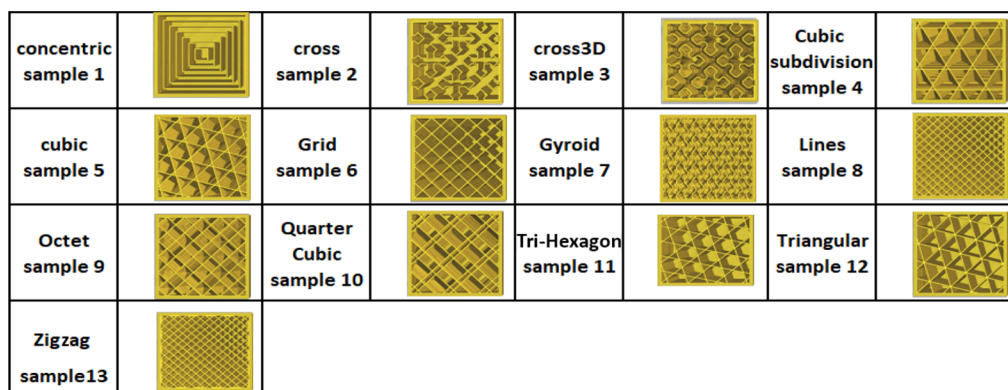 concentric
sample 1
cross
sample 2
cross3D
sample 3
Cubic
subdivision
sample 4
cubic
sample 5
Grid
sample 6
Gyroid
sample 7
Lines
sample 8
Octet
sample 9
Quarter
Cubic
sample 10
Tri-Hexagon
sample 11
Triangular
sample 12
Zigzag
sample13